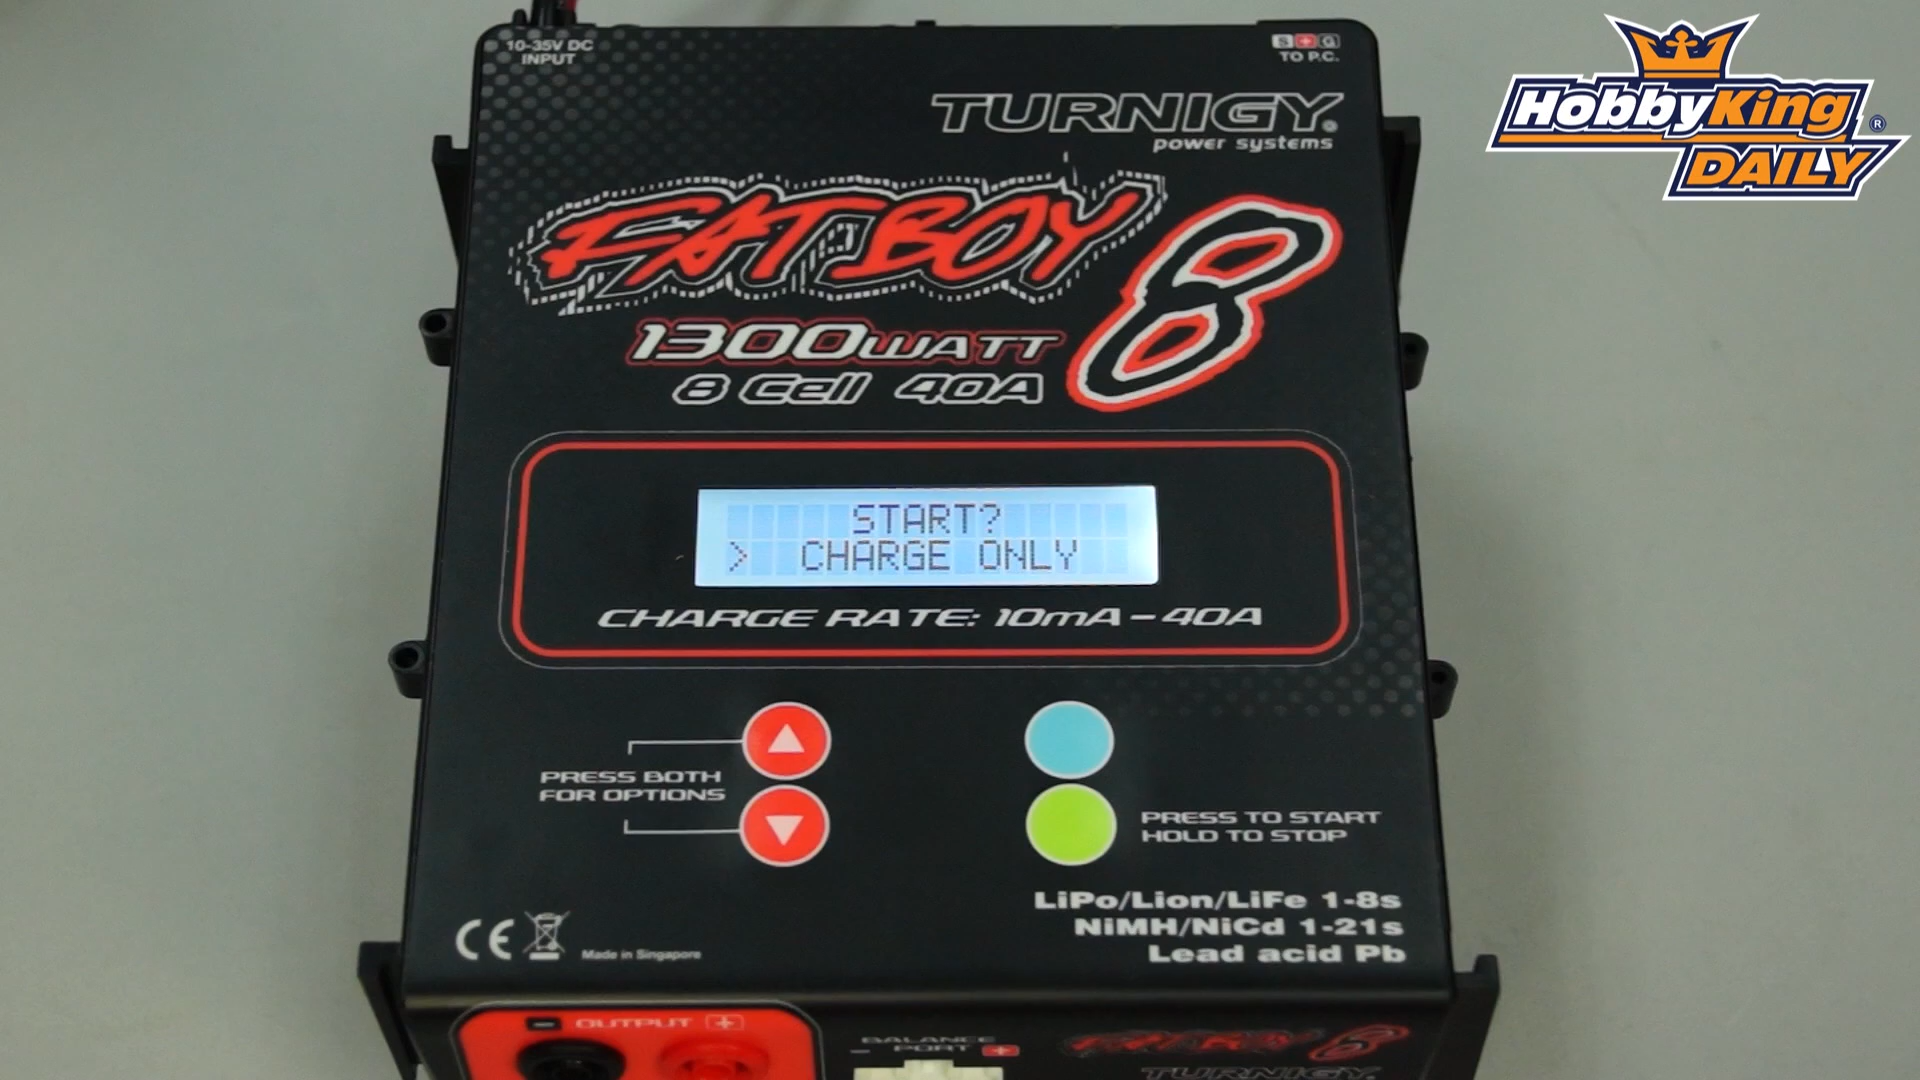 10-35V DC
INPUT
S + G
TO P.C.
HobbyKing®
DAILY
TURNIGY®
power systems
FATBOY 8
1300WATT
8 Cell 40A
START?
> CHARGE ONLY
CHARGE RATE: 10mA-40A
PRESS BOTH
FOR OPTIONS
PRESS TO START
HOLD TO STOP
LiPo/Lion/LiFe 1-8s
NiMH/NiCd 1-21s
Lead acid Pb
CE
Made in Singapore
- OUTPUT +
BALANCE
- PORT +
FATBOY 8
TURNIGY.